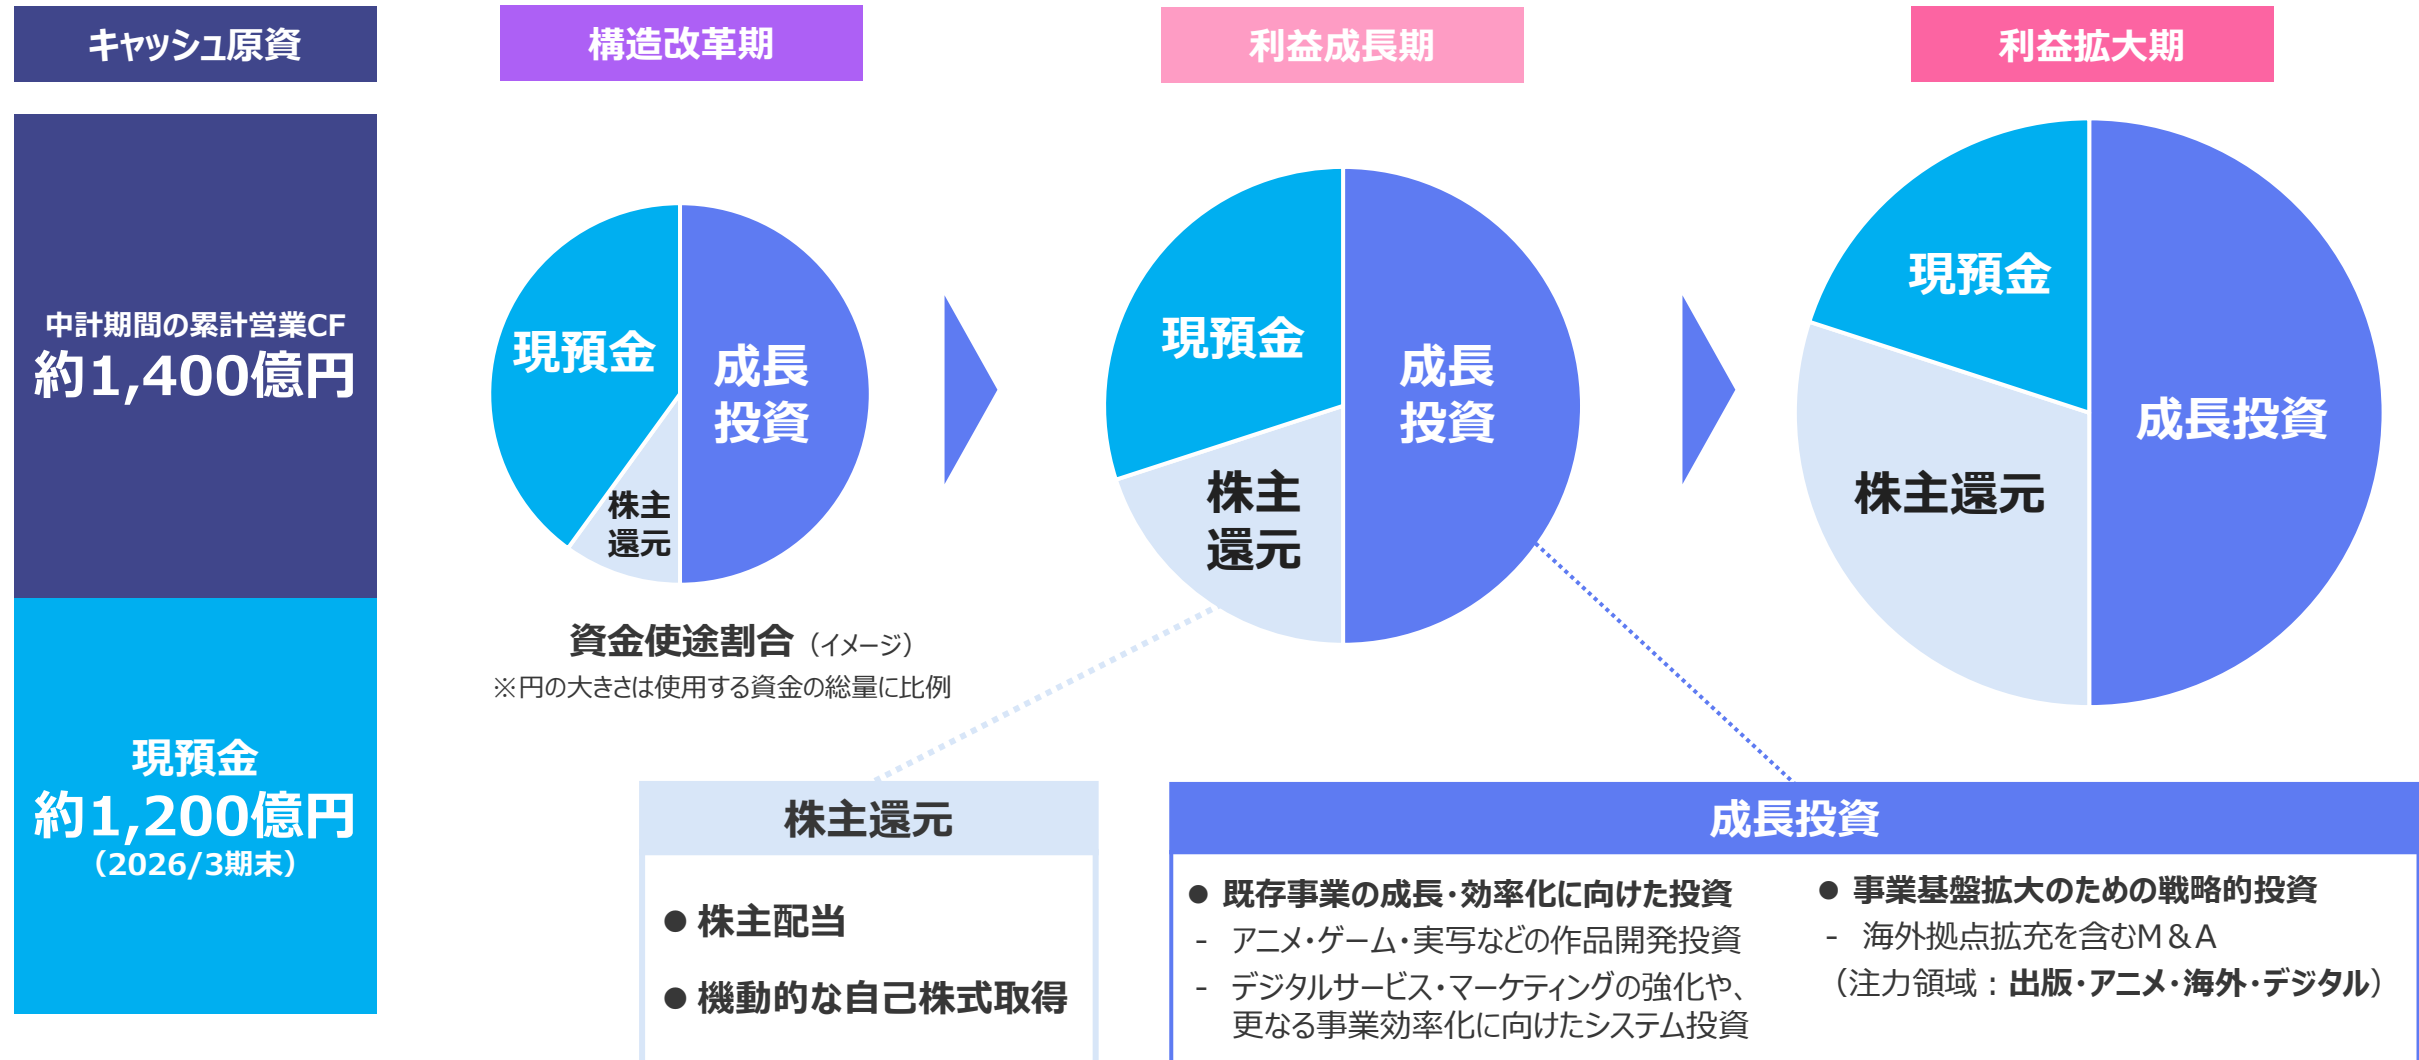 キャッシュ原資
中計期間の累計営業CF
約1,400億円
現預金
約1,200億円
（2026/3期末）
構造改革期
現預金
成長
投資
株主
還元
資金使途割合（イメージ）
※円の大きさは使用する資金の総量に比例
利益成長期
現預金
成長
投資
株主
還元
利益拡大期
現預金
成長投資
株主還元
株主還元
● 株主配当
● 機動的な自己株式取得
成長投資
● 既存事業の成長・効率化に向けた投資
- アニメ・ゲーム・実写などの作品開発投資
- デジタルサービス・マーケティングの強化や、
更なる事業効率化に向けたシステム投資
● 事業基盤拡大のための戦略的投資
- 海外拠点拡充を含むM＆A
（注力領域：出版・アニメ・海外・デジタル）